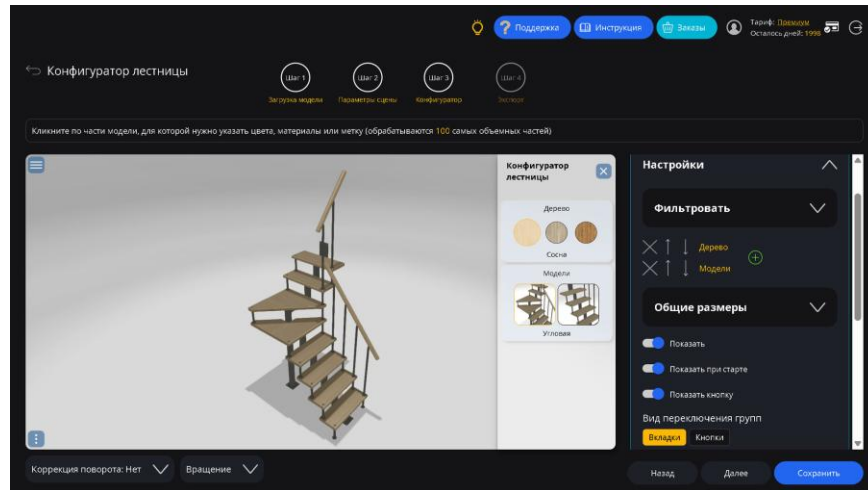 Поддержка
Инструкция
Заказы
Тариф: Премиум
Осталось дней: 1998
Конфигуратор лестницы
Шаг 1
Шаг 2
Шаг 3
Шаг 4
Загрузка модели
Параметры сцены
Конфигуратор
Экспорт
Кликните по части модели, для которой нужно указать цвета, материалы или метку (обрабатываются 100 самых объемных частей)
Конфигуратор
лестницы
Дерево
Сосна
Модели
Угловая
Настройки
Фильтровать
Дерево
Модели
Общие размеры
Показать
Показать при старте
Показать кнопку
Вид переключения групп
Вкладки
Кнопки
Коррекция поворота: Нет
Вращение
Назад
Далее
Сохранить